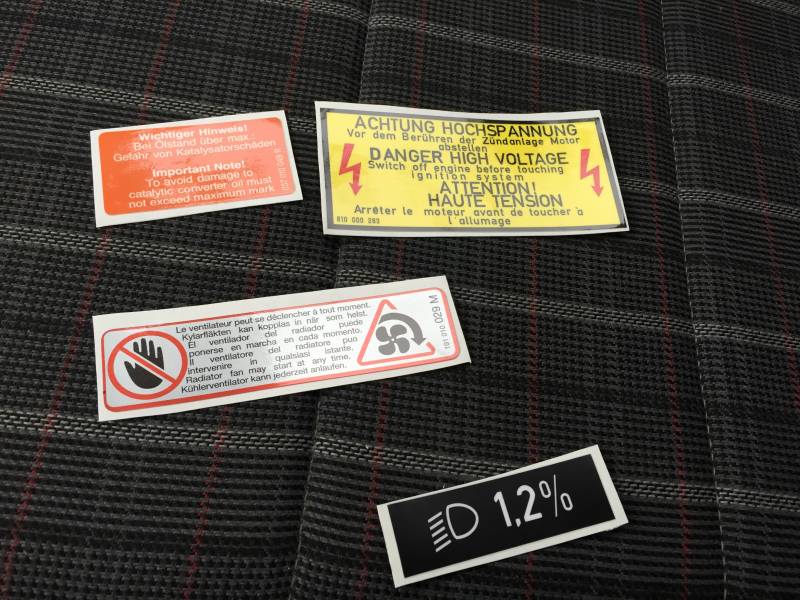 Wichtiger Hinweis!
Bei Ölstand über max.:
Gefahr von Katalysatorschäden
Important Note!
To avoid damage to
catalytic converter oil must
not exceed maximum mark
ACHTUNG HOCHSPANNUNG
Vor dem Berühren der Zündanlage Motor
abstellen
DANGER HIGH VOLTAGE
Switch off engine before touching
ignition system
ATTENTION!
HAUTE TENSION
Arrêter le moteur avant de toucher à
l'allumage
810 000 283
Le ventilateur peut se déclencher à tout moment.
Kylarfläkten kan kopplas in när som helst.
El ventilador del radiador puede
ponerse en marcha en cada momento.
Il ventilatore del radiatore puo
intervenire in qualsiasi istante.
Radiator fan may start at any time.
Kühlerventilator kann jederzeit anlaufen.
191 010 029 M
1,2%